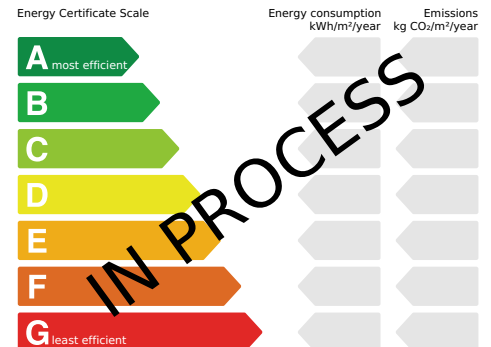 Energy Certificate Scale
Energy consumption
kWh/m²/year
Emissions
kg CO₂/m²/year
A most efficient
B
C
D
E
F
G least efficient
IN PROCESS